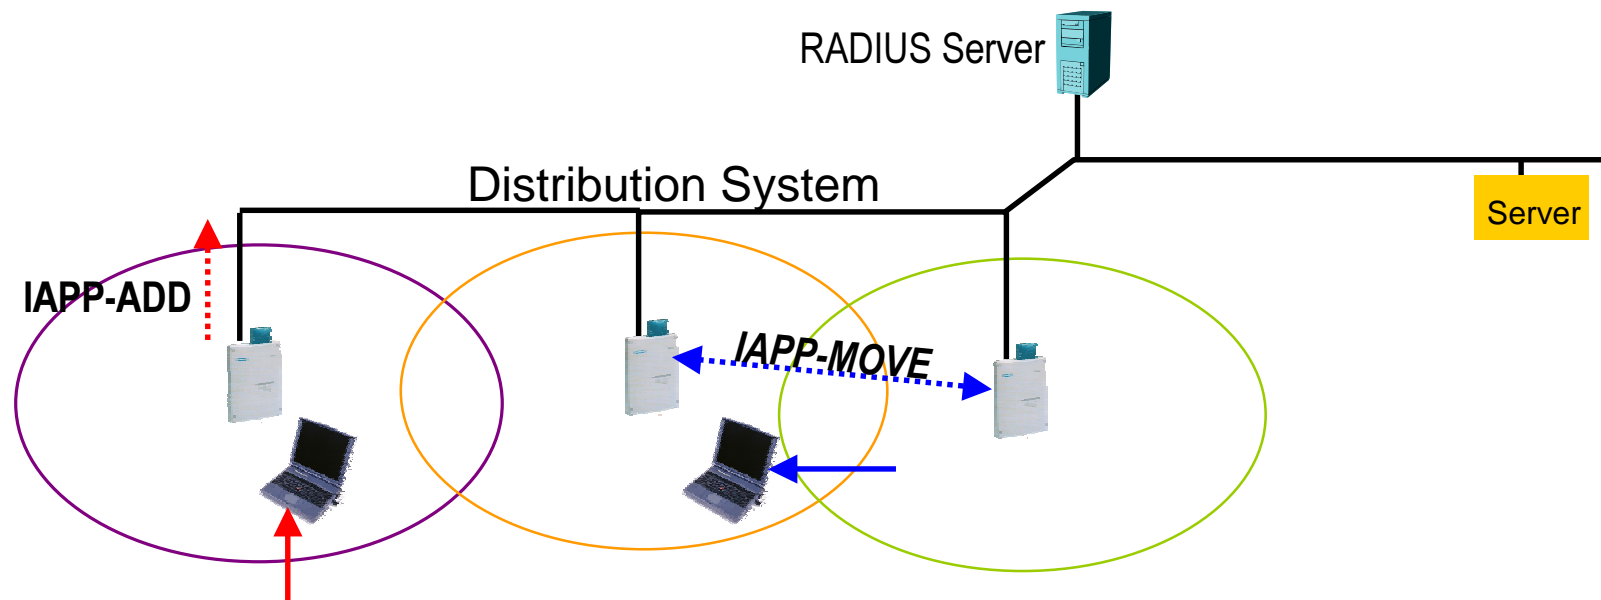 RADIUS Server
Distribution System
Server
IAPP-ADD
IAPP-MOVE